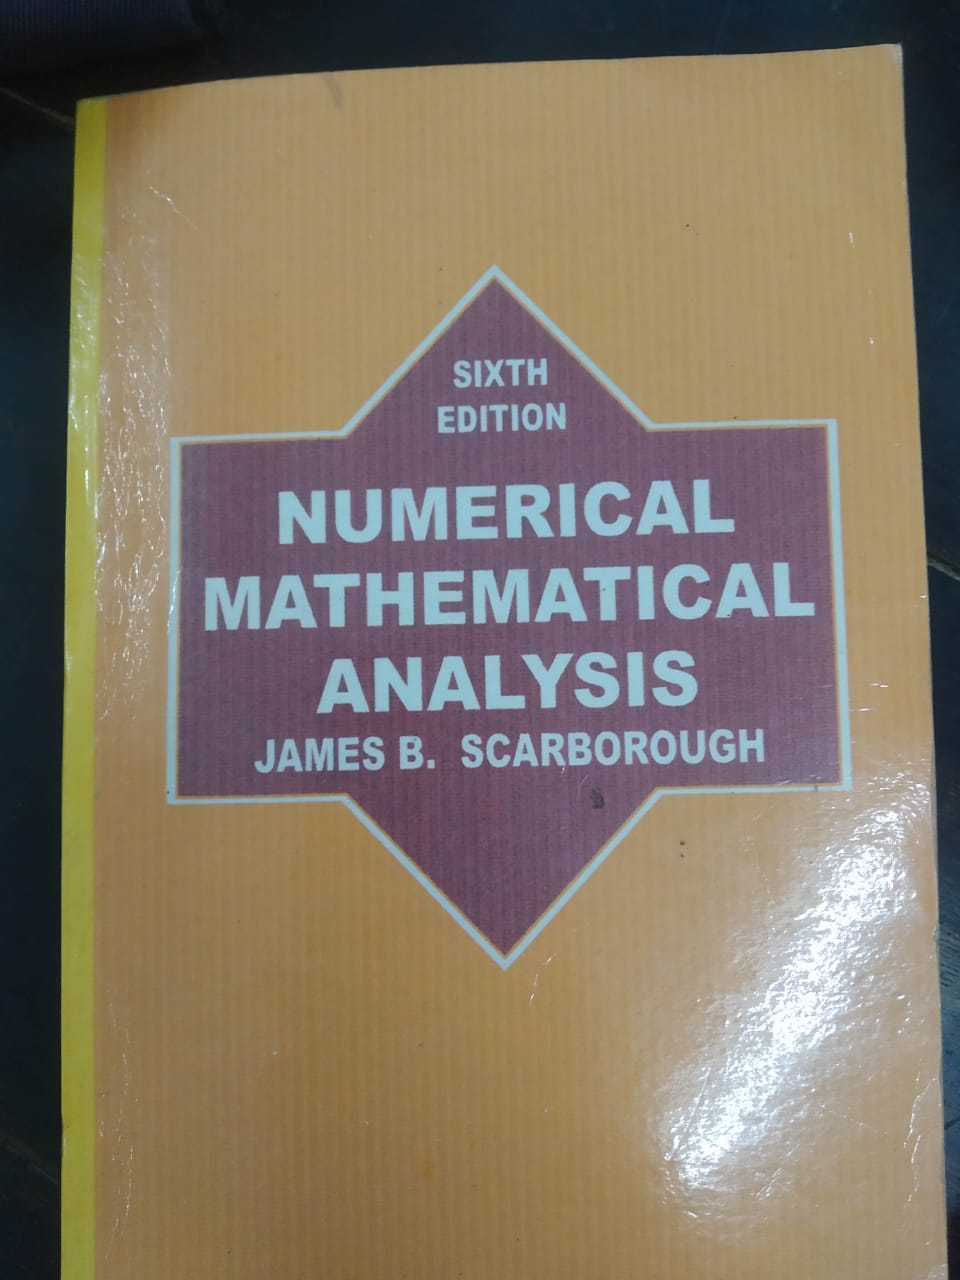 SIXTH
EDITION
NUMERICAL
MATHEMATICAL
ANALYSIS
JAMES B. SCARBOROUGH